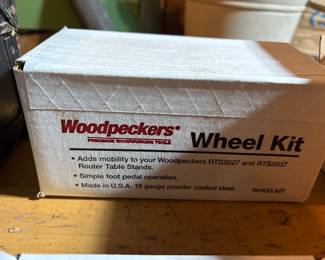 Woodpeckers®
PRECISION WOODWORKING TOOLS
Wheel Kit
• Adds mobility to your Woodpeckers RTS2027 and RTS2037
Router Table Stands.
• Simple foot pedal operation.
• Made in U.S.A. 18 gauge powder coated steel.
WHEELKIT